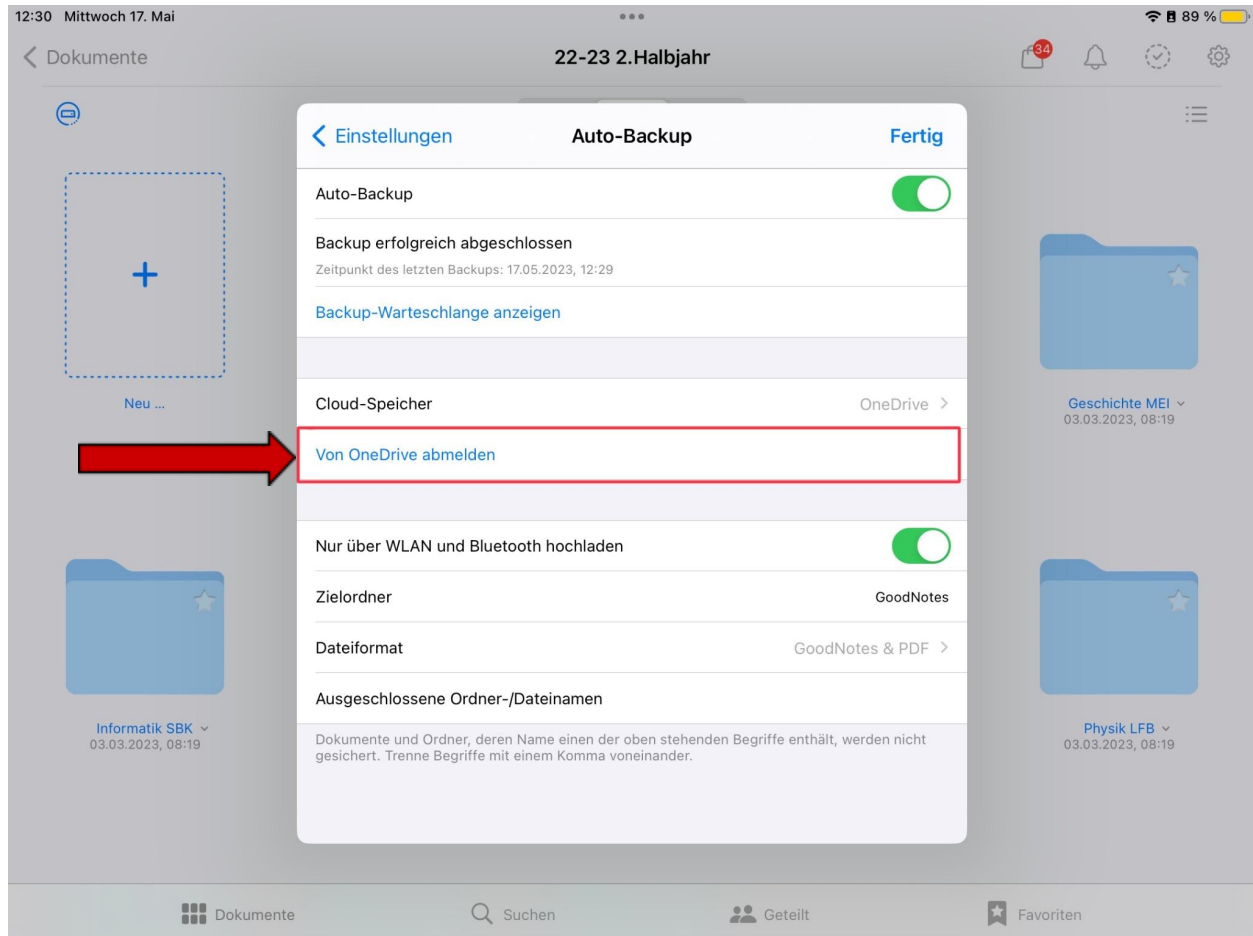 12:30 Mittwoch 17. Mai
89 %
Dokumente
22-23 2.Halbjahr
34
Einstellungen
Auto-Backup
Fertig
Auto-Backup
Backup erfolgreich abgeschlossen
Zeitpunkt des letzten Backups: 17.05.2023, 12:29
Backup-Warteschlange anzeigen
Neu ...
Cloud-Speicher
OneDrive
Geschichte MEI
03.03.2023, 08:19
Von OneDrive abmelden
Nur über WLAN und Bluetooth hochladen
Zielordner
GoodNotes
Dateiformat
GoodNotes & PDF
Ausgeschlossene Ordner-/Dateinamen
Dokumente und Ordner, deren Name einen der oben stehenden Begriffe enthält, werden nicht
gesichert. Trenne Begriffe mit einem Komma voneinander.
Informatik SBK
03.03.2023, 08:19
Physik LFB
03.03.2023, 08:19
Dokumente
Suchen
Geteilt
Favoriten